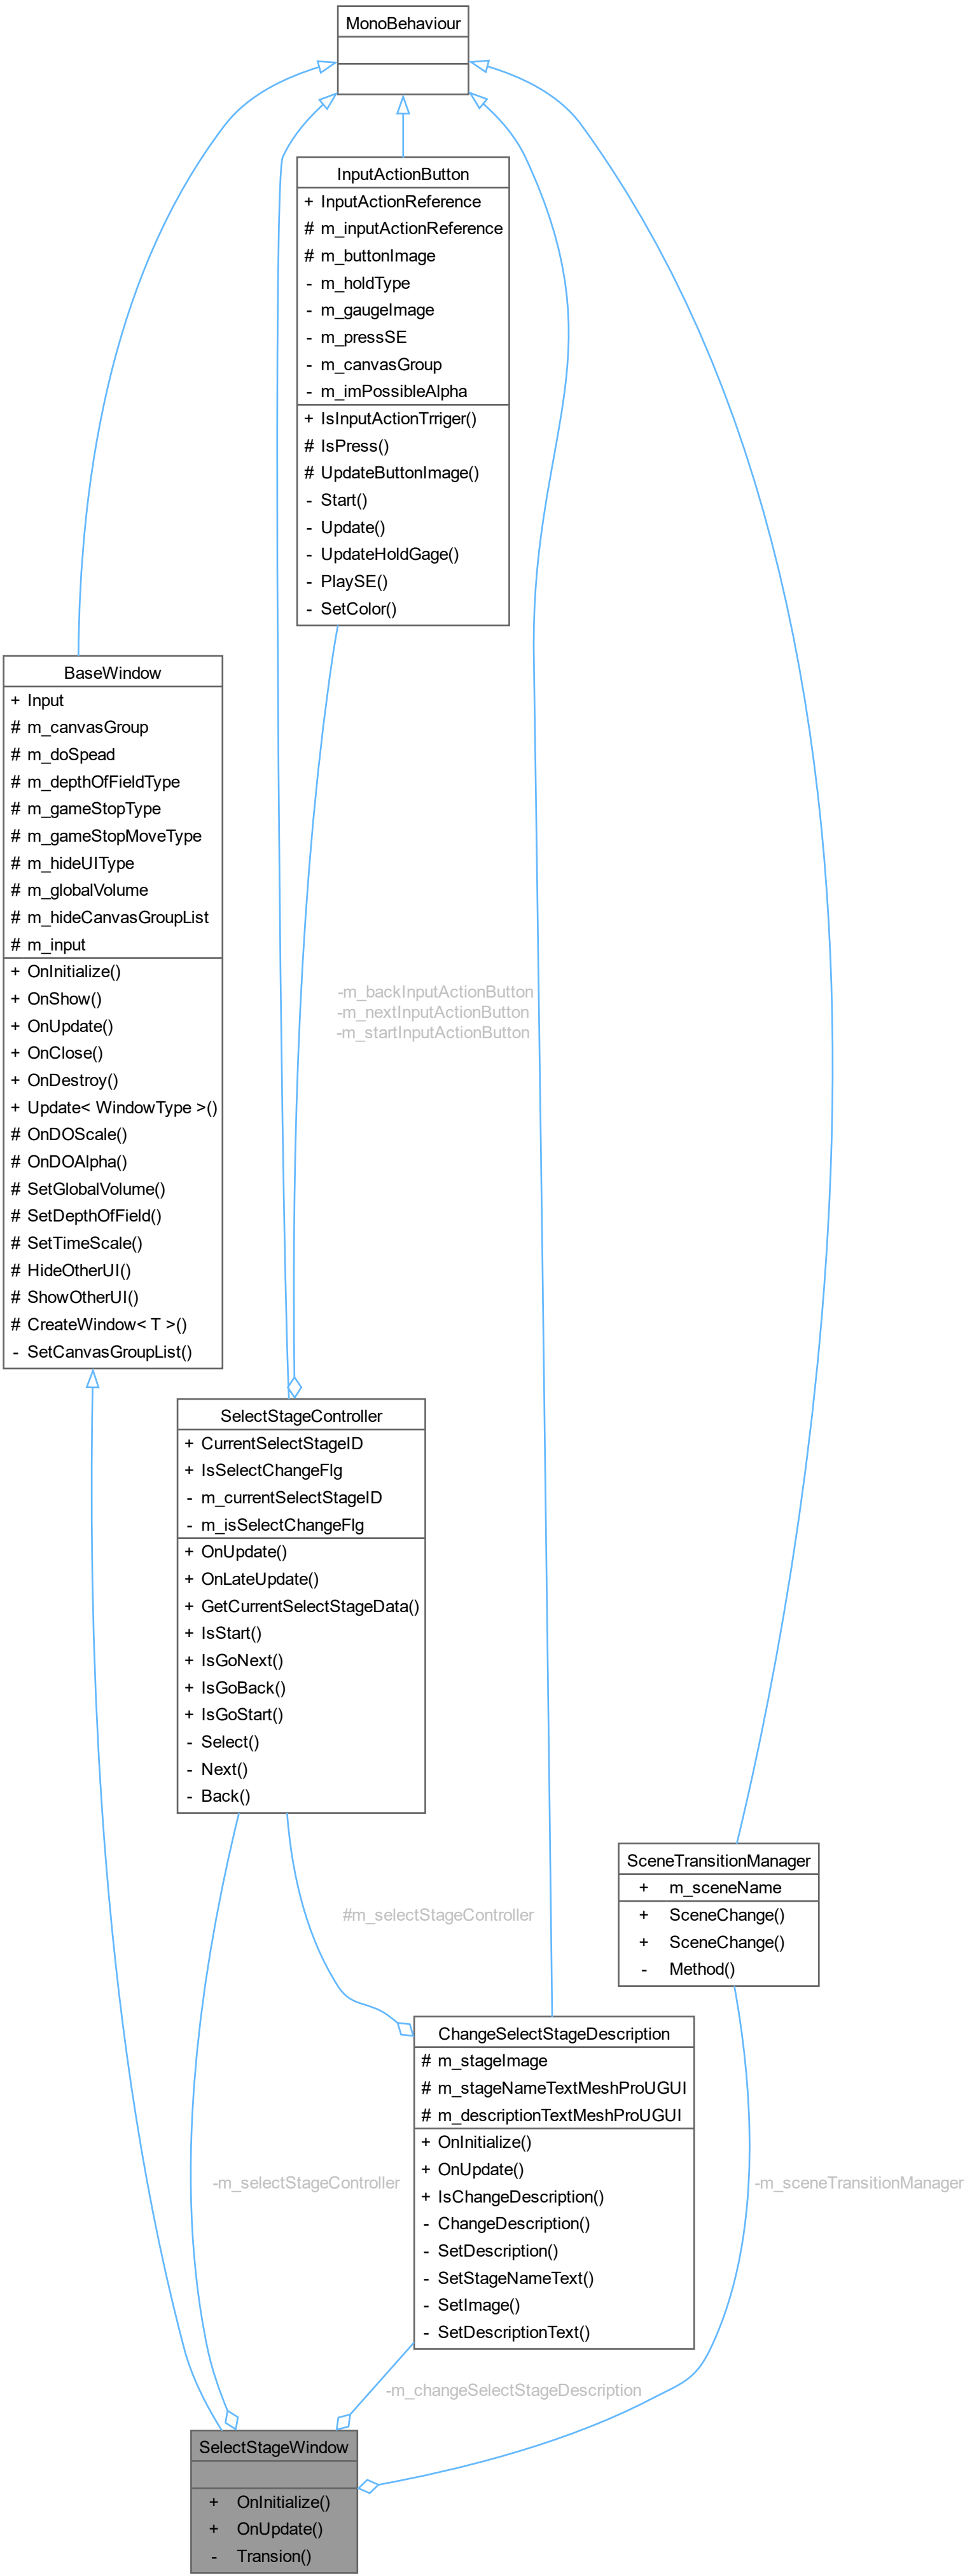 MonoBehaviour
InputActionButton
+ InputActionReference
# m_inputActionReference
# m_buttonImage
- m_holdType
- m_gaugeImage
- m_pressSE
- m_canvasGroup
- m_imPossibleAlpha
+ IsInputActionTrriger()
# IsPress()
# UpdateButtonImage()
- Start()
- Update()
- UpdateHoldGage()
- PlaySE()
- SetColor()
BaseWindow
+ Input
# m_canvasGroup
# m_doSpead
# m_depthOfFieldType
# m_gameStopType
# m_gameStopMoveType
# m_hideUIType
# m_globalVolume
# m_hideCanvasGroupList
# m_input
+ OnInitialize()
+ OnShow()
+ OnUpdate()
+ OnClose()
+ OnDestroy()
+ Update< WindowType >()
# OnDOScale()
# OnDOAlpha()
# SetGlobalVolume()
# SetDepthOfField()
# SetTimeScale()
# HideOtherUI()
# ShowOtherUI()
# CreateWindow< T >()
- SetCanvasGroupList()
-m_backInputActionButton
-m_nextInputActionButton
-m_startInputActionButton
SelectStageController
+ CurrentSelectStageID
+ IsSelectChangeFlg
- m_currentSelectStageID
- m_isSelectChangeFlg
+ OnUpdate()
+ OnLateUpdate()
+ GetCurrentSelectStageData()
+ IsStart()
+ IsGoNext()
+ IsGoBack()
+ IsGoStart()
- Select()
- Next()
- Back()
SceneTransitionManager
+ m_sceneName
+ SceneChange()
+ SceneChange()
- Method()
#m_selectStageController
ChangeSelectStageDescription
# m_stageImage
# m_stageNameTextMeshProUGUI
# m_descriptionTextMeshProUGUI
+ OnInitialize()
+ OnUpdate()
+ IsChangeDescription()
- ChangeDescription()
- SetDescription()
- SetStageNameText()
- SetImage()
- SetDescriptionText()
-m_selectStageController
-m_sceneTransitionManager
-m_changeSelectStageDescription
SelectStageWindow
+ OnInitialize()
+ OnUpdate()
- Transion()